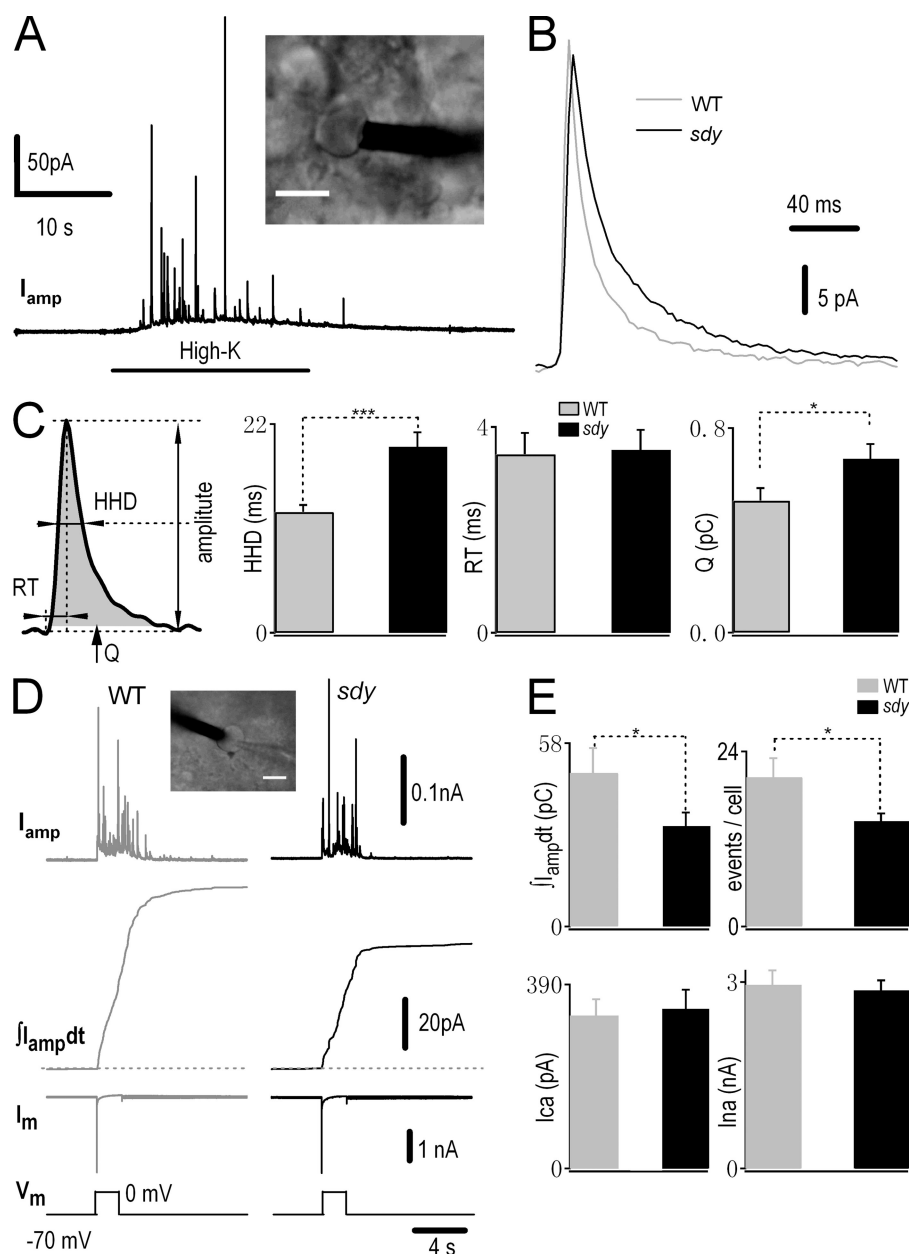 A
50pA
10 s
Iamp
High-K
B
WT
sdy
40 ms
5 pA
C
HHD
RT
amplitute
Q
22
***
HHD (ms)
0
WT
sdy
4
RT (ms)
0
0.8
*
Q (pC)
0.0
D
WT
sdy
Iamp
0.1nA
∫Iampdt
20pA
Im
1 nA
Vm
0 mV
-70 mV
4 s
E
WT
sdy
58
*
∫Iampdt (pC)
0
24
*
events / cell
0
390
Ica (pA)
0
3
Ina (nA)
0